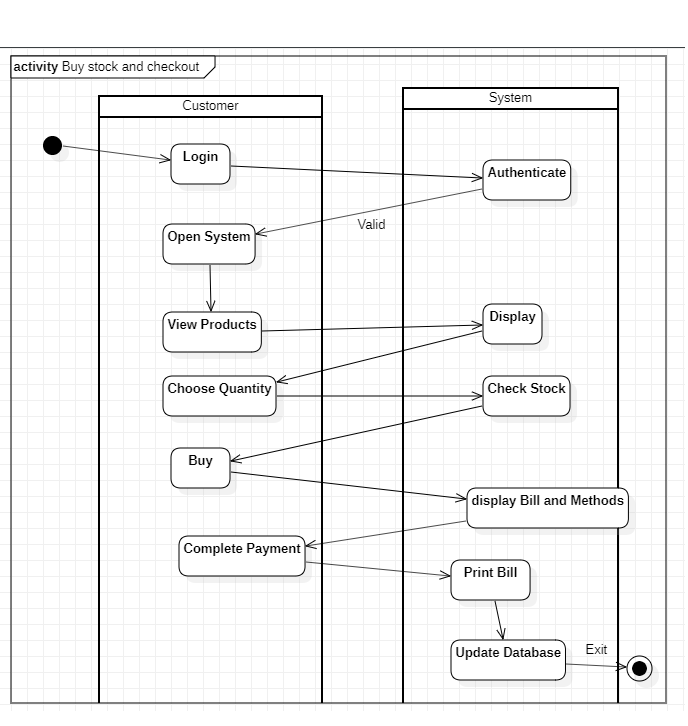 activity Buy stock and checkout
Customer
System
Login
Authenticate
Valid
Open System
View Products
Display
Choose Quantity
Check Stock
Buy
display Bill and Methods
Complete Payment
Print Bill
Update Database
Exit